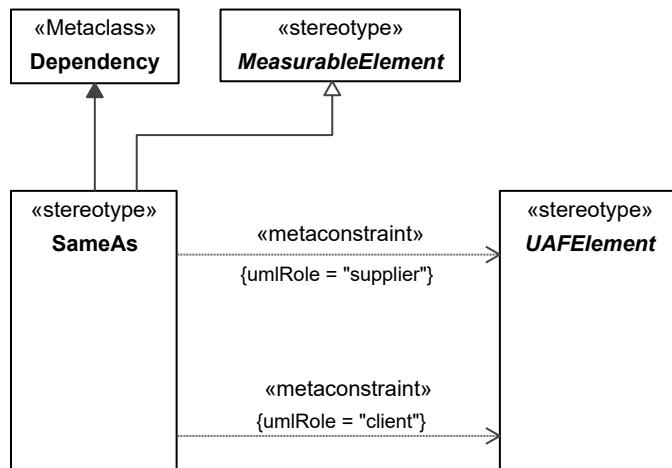 «Metaclass»
Dependency
«stereotype»
MeasurableElement
«stereotype»
SameAs
«metaconstraint»
{umlRole = "supplier"}
«stereotype»
UAFElement
«metaconstraint»
{umlRole = "client"}